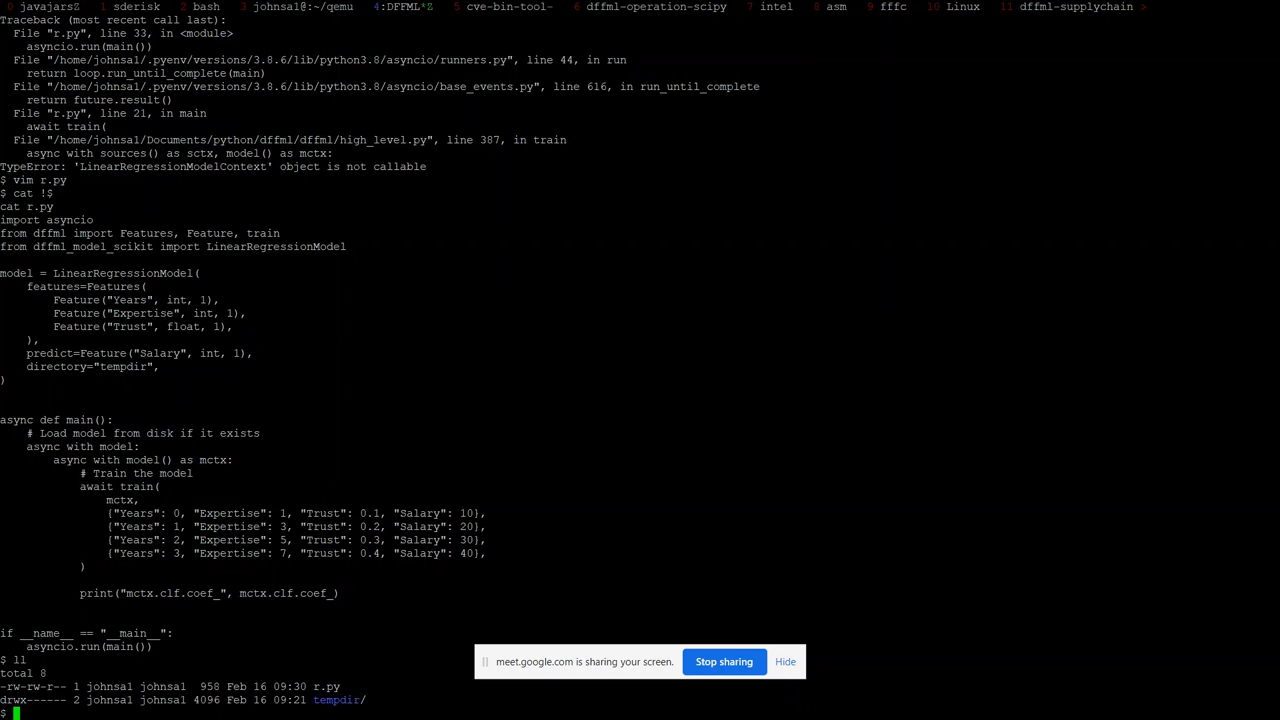 0 javajarsZ  1 sderisk  2 bash  3 johnsal@:~/qemu  4:DFFML*Z  5 cve-bin-tool-  6 dffml-operation-scipy  7 intel  8 asm  9 fffc  10 Linux  11 dffml-supplychain >
Traceback (most recent call last):
  File "r.py", line 33, in <module>
    asyncio.run(main())
  File "/home/johnsa1/.pyenv/versions/3.8.6/lib/python3.8/asyncio/runners.py", line 44, in run
    return loop.run_until_complete(main)
  File "/home/johnsa1/.pyenv/versions/3.8.6/lib/python3.8/asyncio/base_events.py", line 616, in run_until_complete
    return future.result()
  File "r.py", line 21, in main
    await train(
  File "/home/johnsa1/Documents/python/dffml/dffml/high_level.py", line 387, in train
    async with sources() as sctx, model() as mctx:
TypeError: 'LinearRegressionModelContext' object is not callable
$ vim r.py
$ cat !$
cat r.py
import asyncio
from dffml import Features, Feature, train
from dffml_model_scikit import LinearRegressionModel
model = LinearRegressionModel(
    features=Features(
        Feature("Years", int, 1),
        Feature("Expertise", int, 1),
        Feature("Trust", float, 1),
    ),
    predict=Feature("Salary", int, 1),
    directory="tempdir",
)
async def main():
    # Load model from disk if it exists
    async with model:
        async with model() as mctx:
            # Train the model
            await train(
                mctx,
                {"Years": 0, "Expertise": 1, "Trust": 0.1, "Salary": 10},
                {"Years": 1, "Expertise": 3, "Trust": 0.2, "Salary": 20},
                {"Years": 2, "Expertise": 5, "Trust": 0.3, "Salary": 30},
                {"Years": 3, "Expertise": 7, "Trust": 0.4, "Salary": 40},
            )
            print("mctx.clf.coef_", mctx.clf.coef_)
if __name__ == "__main__":
    asyncio.run(main())
$ ll
total 8
-rw-rw-r-- 1 johnsa1 johnsa1  958 Feb 16 09:30 r.py
drwx------ 2 johnsa1 johnsa1 4096 Feb 16 09:21 tempdir/
$
meet.google.com is sharing your screen. Stop sharing Hide